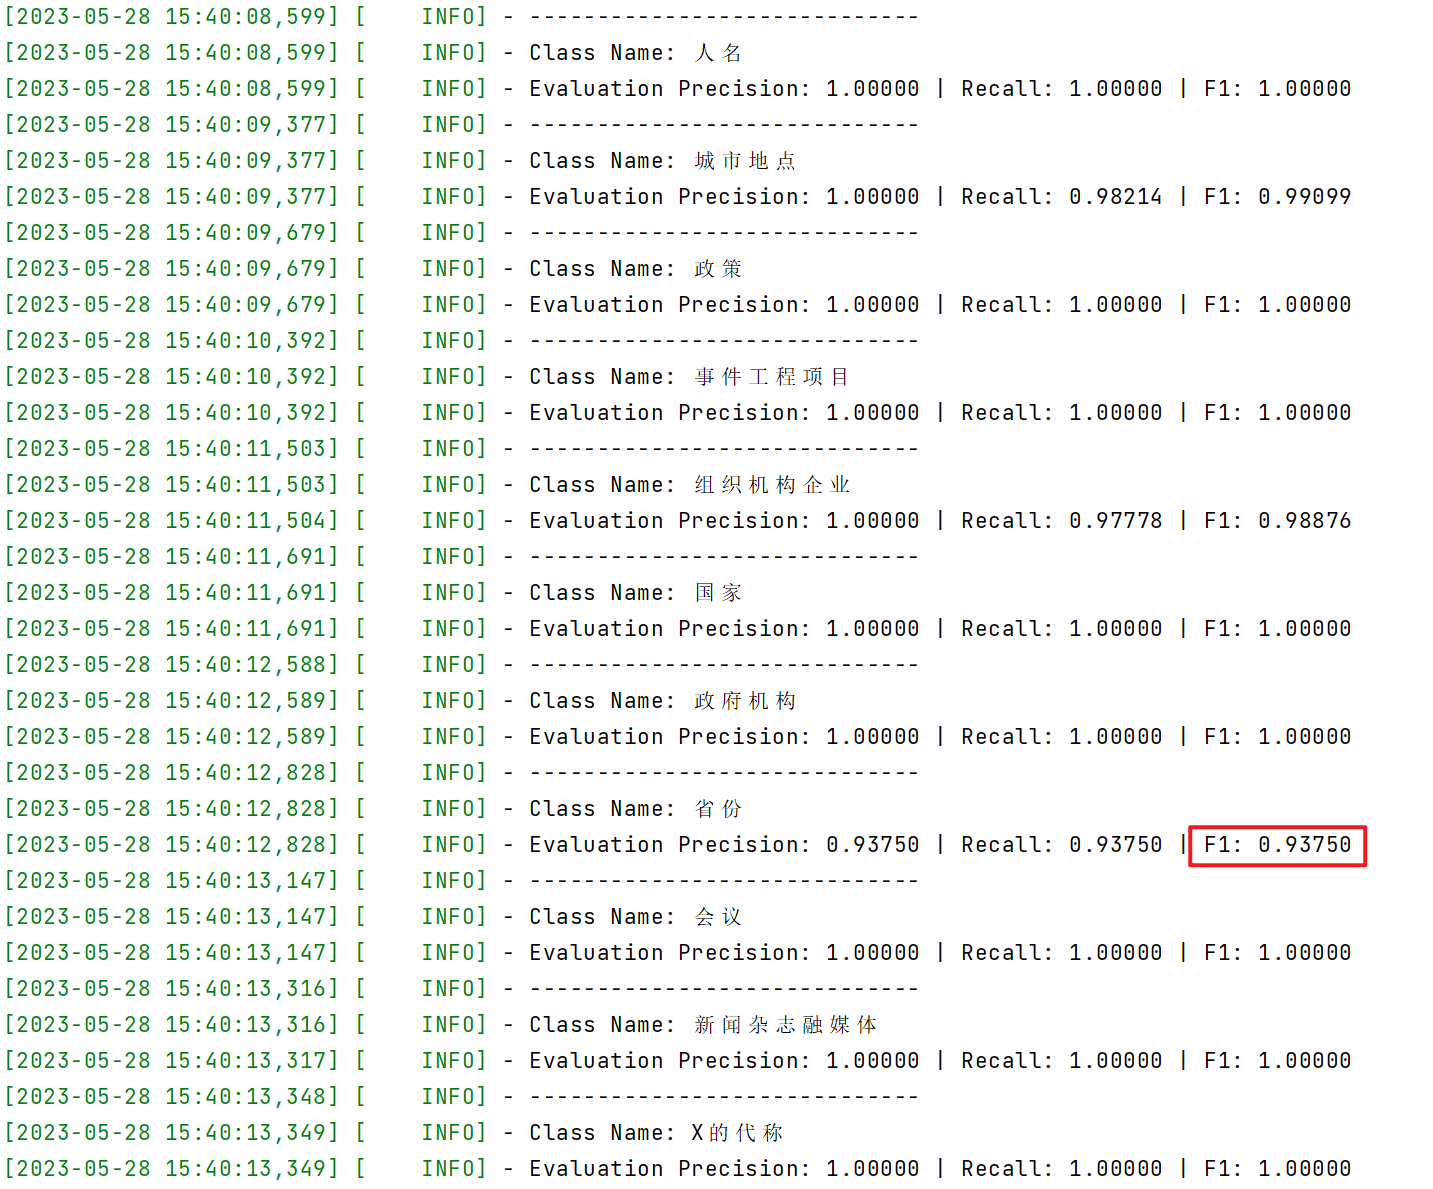 [2023-05-28 15:40:08,599] [    INFO] - -----------------------------
[2023-05-28 15:40:08,599] [    INFO] - Class Name: 人名
[2023-05-28 15:40:08,599] [    INFO] - Evaluation Precision: 1.00000 | Recall: 1.00000 | F1: 1.00000
[2023-05-28 15:40:09,377] [    INFO] - -----------------------------
[2023-05-28 15:40:09,377] [    INFO] - Class Name: 城市地点
[2023-05-28 15:40:09,377] [    INFO] - Evaluation Precision: 1.00000 | Recall: 0.98214 | F1: 0.99099
[2023-05-28 15:40:09,679] [    INFO] - -----------------------------
[2023-05-28 15:40:09,679] [    INFO] - Class Name: 政策
[2023-05-28 15:40:09,679] [    INFO] - Evaluation Precision: 1.00000 | Recall: 1.00000 | F1: 1.00000
[2023-05-28 15:40:10,392] [    INFO] - -----------------------------
[2023-05-28 15:40:10,392] [    INFO] - Class Name: 事件工程项目
[2023-05-28 15:40:10,392] [    INFO] - Evaluation Precision: 1.00000 | Recall: 1.00000 | F1: 1.00000
[2023-05-28 15:40:11,503] [    INFO] - -----------------------------
[2023-05-28 15:40:11,503] [    INFO] - Class Name: 组织机构企业
[2023-05-28 15:40:11,504] [    INFO] - Evaluation Precision: 1.00000 | Recall: 0.97778 | F1: 0.98876
[2023-05-28 15:40:11,691] [    INFO] - -----------------------------
[2023-05-28 15:40:11,691] [    INFO] - Class Name: 国家
[2023-05-28 15:40:11,691] [    INFO] - Evaluation Precision: 1.00000 | Recall: 1.00000 | F1: 1.00000
[2023-05-28 15:40:12,588] [    INFO] - -----------------------------
[2023-05-28 15:40:12,589] [    INFO] - Class Name: 政府机构
[2023-05-28 15:40:12,589] [    INFO] - Evaluation Precision: 1.00000 | Recall: 1.00000 | F1: 1.00000
[2023-05-28 15:40:12,828] [    INFO] - -----------------------------
[2023-05-28 15:40:12,828] [    INFO] - Class Name: 省份
[2023-05-28 15:40:12,828] [    INFO] - Evaluation Precision: 0.93750 | Recall: 0.93750 | F1: 0.93750
[2023-05-28 15:40:13,147] [    INFO] - -----------------------------
[2023-05-28 15:40:13,147] [    INFO] - Class Name: 会议
[2023-05-28 15:40:13,147] [    INFO] - Evaluation Precision: 1.00000 | Recall: 1.00000 | F1: 1.00000
[2023-05-28 15:40:13,316] [    INFO] - -----------------------------
[2023-05-28 15:40:13,316] [    INFO] - Class Name: 新闻杂志融媒体
[2023-05-28 15:40:13,317] [    INFO] - Evaluation Precision: 1.00000 | Recall: 1.00000 | F1: 1.00000
[2023-05-28 15:40:13,348] [    INFO] - -----------------------------
[2023-05-28 15:40:13,349] [    INFO] - Class Name: X的代称
[2023-05-28 15:40:13,349] [    INFO] - Evaluation Precision: 1.00000 | Recall: 1.00000 | F1: 1.00000